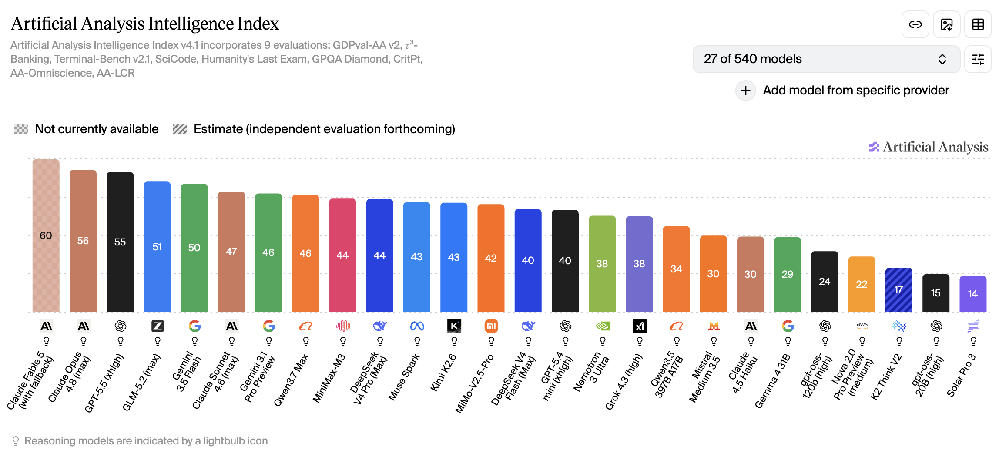 Artificial Analysis Intelligence Index
Artificial Analysis Intelligence Index v4.1 incorporates 9 evaluations: GDPval-AA v2, 𝜏³-
Banking, Terminal-Bench v2.1, SciCode, Humanity's Last Exam, GPQA Diamond, CritPt,
AA-Omniscience, AA-LCR
27 of 540 models
Add model from specific provider
Not currently available
Estimate (independent evaluation forthcoming)
Artificial Analysis
60
56
55
51
50
47
46
46
44
44
43
43
42
40
40
38
38
34
30
30
29
24
22
17
15
14
aws
Claude Fable 5
(with fallback)
Claude Opus
4.8 (max)
GPT-5.5 (xhigh)
GLM-5.2 (max)
Gemini
3.5 Flash
Claude Sonnet
4.6 (max)
Gemini 3.1
Pro Preview
Qwen3.7 Max
MiniMax-M3
DeepSeek
V4 Pro (Max)
Muse Spark
Kimi K2.6
MiMo-V2.5-Pro
DeepSeek V4
Flash (Max)
GPT-5.4
mini (xhigh)
Nemotron
3 Ultra
Grok 4.3 (high)
Qwen3.5
397B A17B
Mistral
Medium 3.5
Claude
4.5 Haiku
Gemma 4 31B
gpt-oss-
120b (high)
Nova 2.0
Pro Preview
(medium)
K2 Think V2
gpt-oss-
20B (high)
Solar Pro 3
Reasoning models are indicated by a lightbulb icon